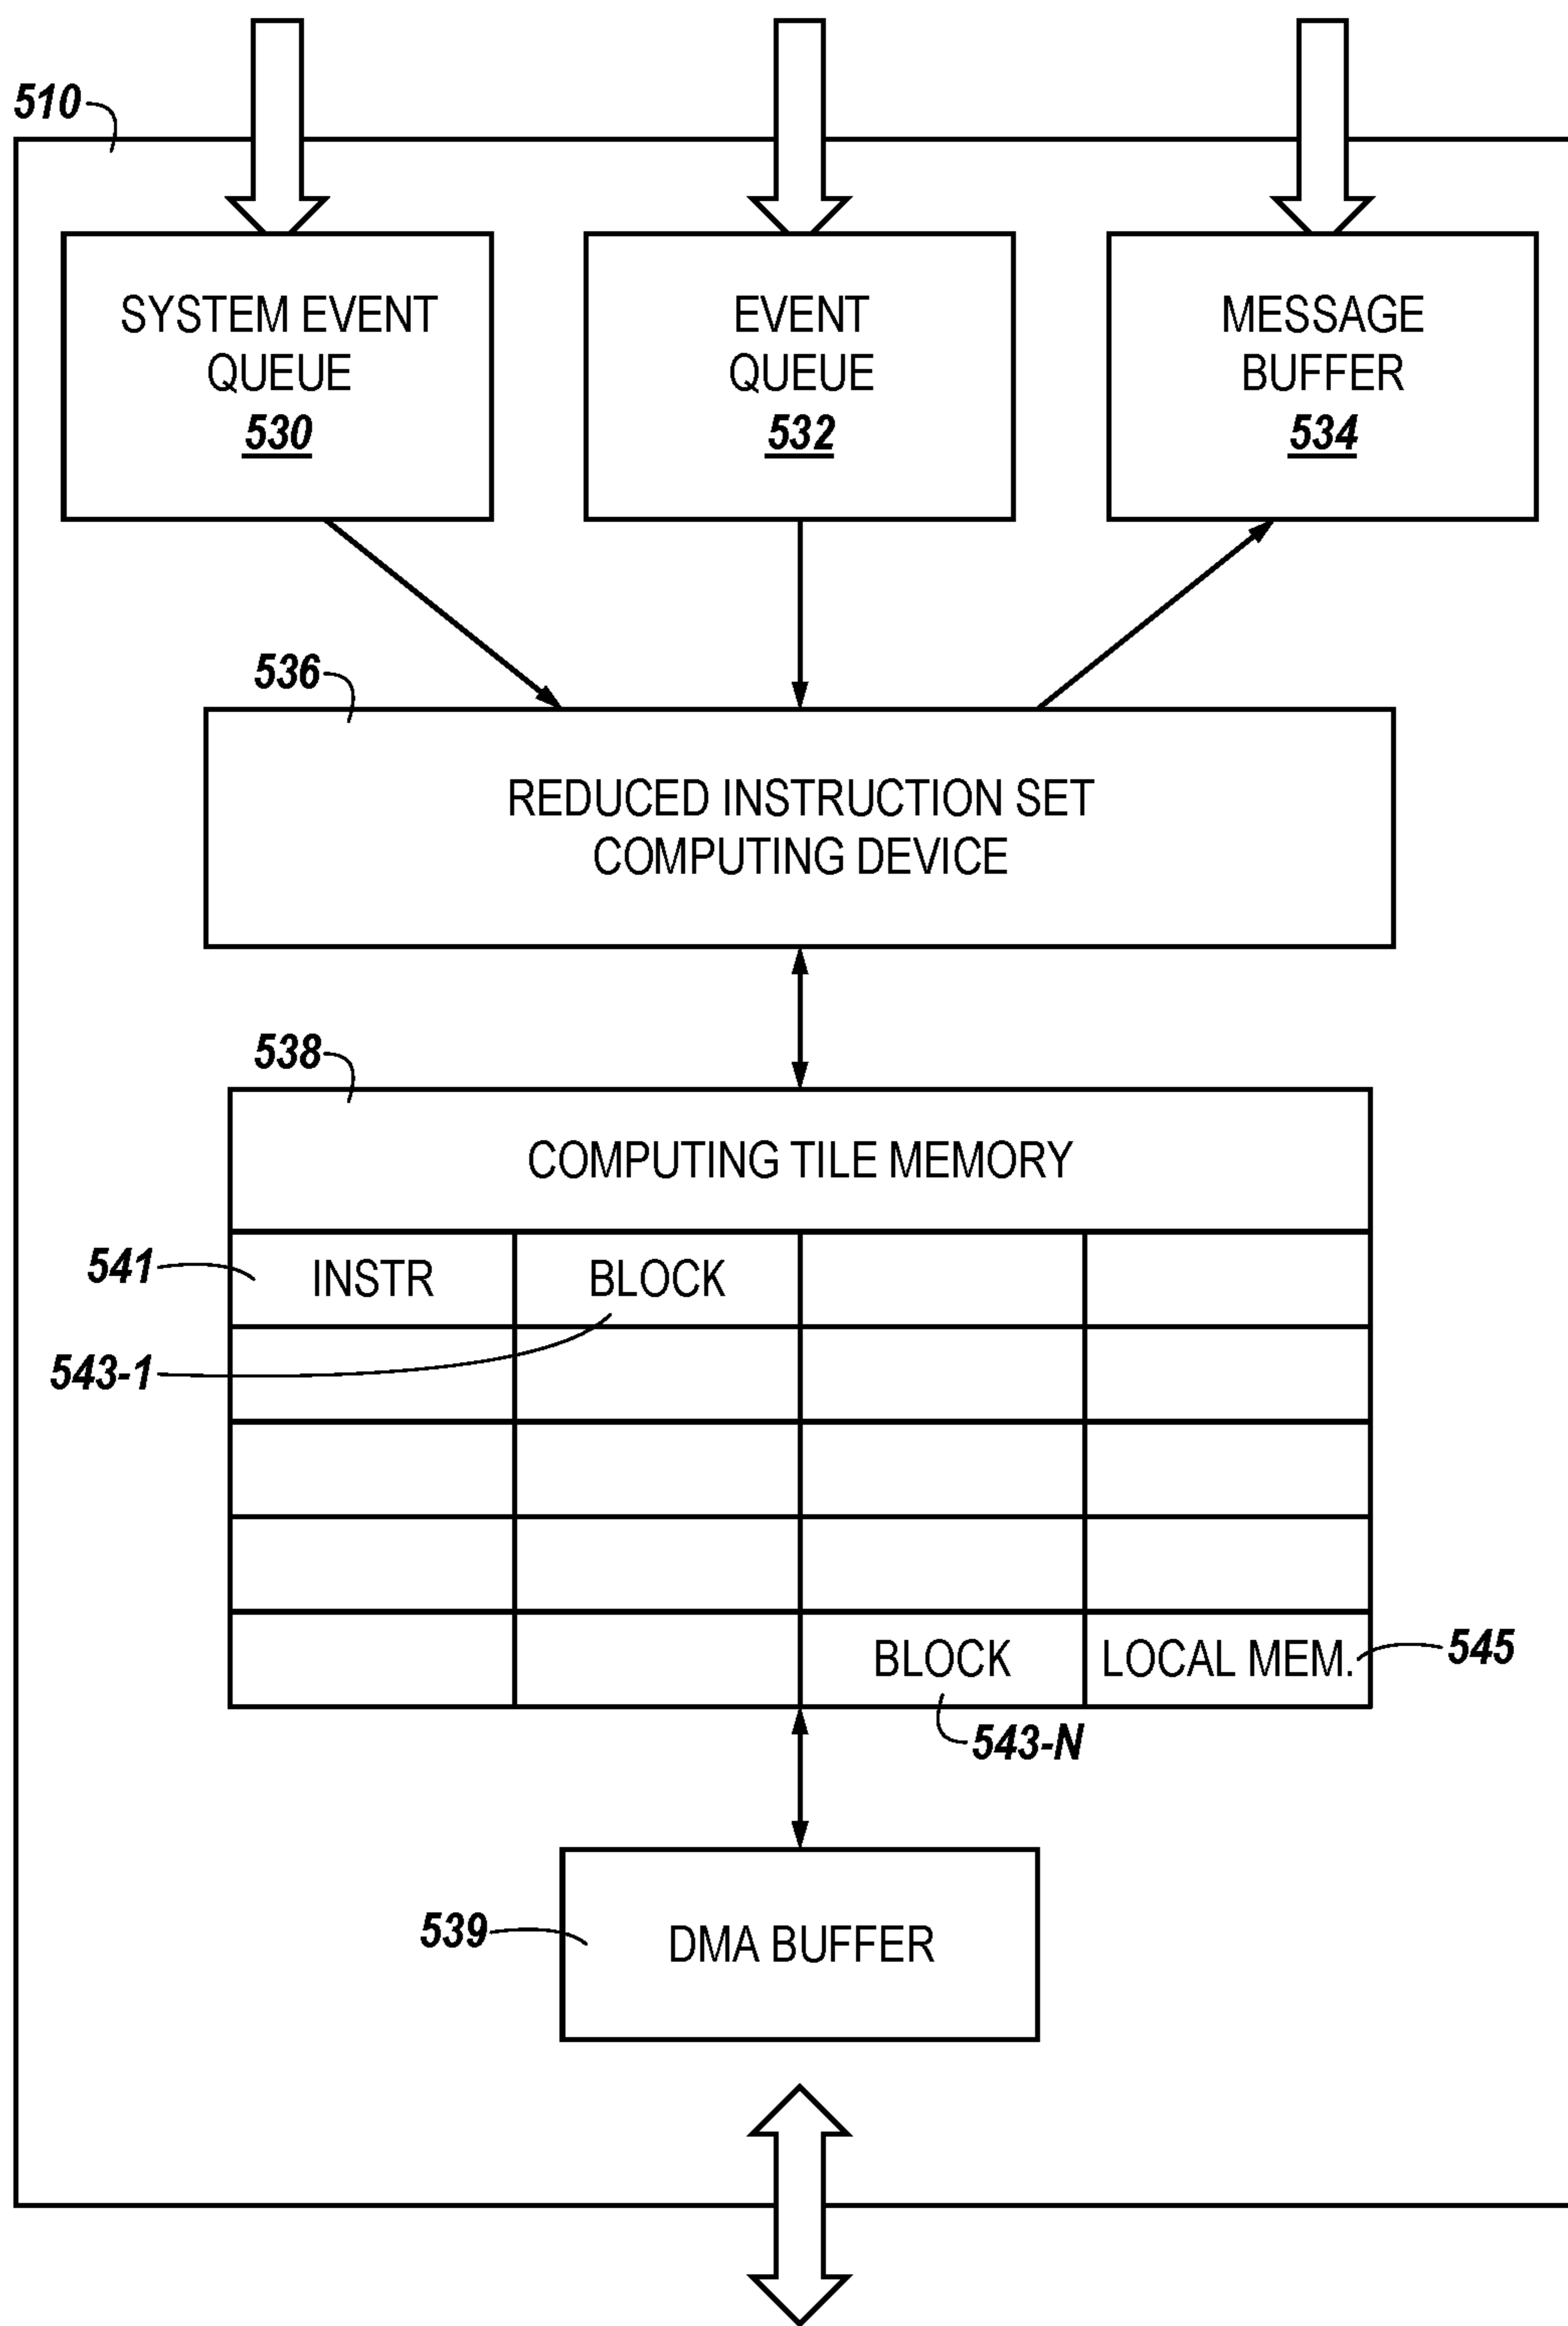 510
SYSTEM EVENT
QUEUE
530
EVENT
QUEUE
532
MESSAGE
BUFFER
534
536
REDUCED INSTRUCTION SET
COMPUTING DEVICE
538
COMPUTING TILE MEMORY
541
INSTR
BLOCK
543-1
BLOCK
LOCAL MEM.
545
543-N
539
DMA BUFFER